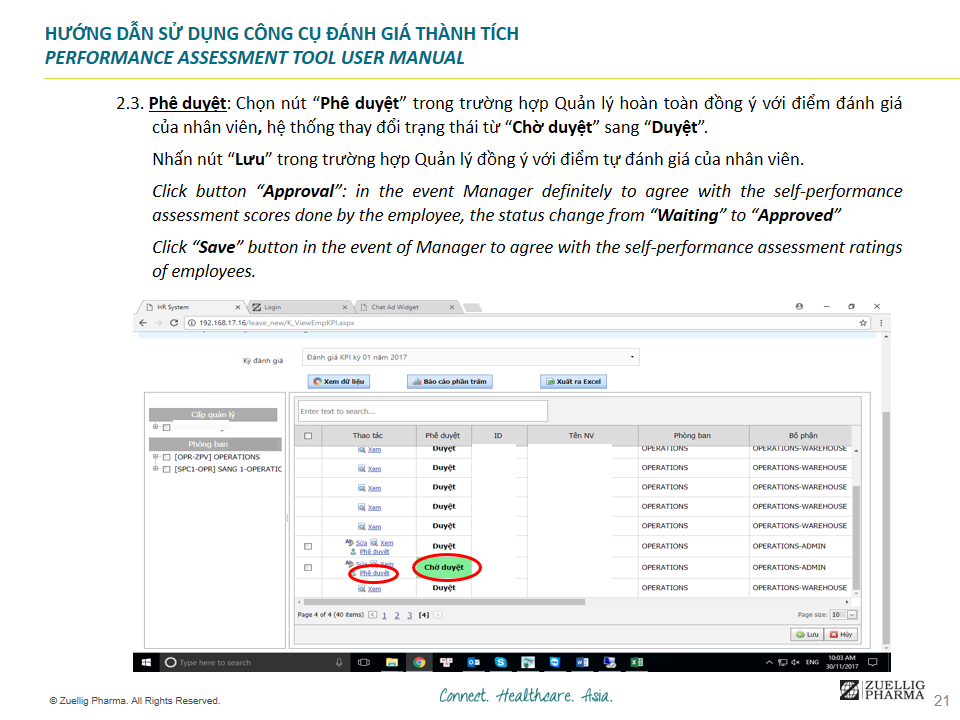 HƯỚNG DẪN SỬ DỤNG CÔNG CỤ ĐÁNH GIÁ THÀNH TÍCH
PERFORMANCE ASSESSMENT TOOL USER MANUAL
2.3. Phê duyệt: Chọn nút “Phê duyệt” trong trường hợp Quản lý hoàn toàn đồng ý với điểm đánh giá
của nhân viên, hệ thống thay đổi trạng thái từ “Chờ duyệt” sang “Duyệt”.
Nhấn nút “Lưu” trong trường hợp Quản lý đồng ý với điểm tự đánh giá của nhân viên.
Click button “Approval”: in the event Manager definitely to agree with the self-performance
assessment scores done by the employee, the status change from “Waiting” to “Approved”
Click “Save” button in the event of Manager to agree with the self-performance assessment ratings
of employees.
HR System Login Chat Ad Widget
192.168.17.16/leave_new/K_ViewEmpKPI.aspx
Kỳ đánh giá Đánh giá KPI kỳ 01 năm 2017
Xem dữ liệu Báo cáo phần trăm Xuất ra Excel
Cấp quản lý
Phòng ban
[OPR-ZPV] OPERATIONS
[SPC1-OPR] SANG 1-OPERATIC
Enter text to search...
Thao tác Phê duyệt ID Tên NV Phòng ban Bộ phận
Xem Duyệt OPERATIONS OPERATIONS-WAREHOUSE
Xem Duyệt OPERATIONS OPERATIONS-WAREHOUSE
Xem Duyệt OPERATIONS OPERATIONS-WAREHOUSE
Xem Duyệt OPERATIONS OPERATIONS-WAREHOUSE
Xem Duyệt OPERATIONS OPERATIONS-WAREHOUSE
Sửa Xem
Phê duyệt Duyệt OPERATIONS OPERATIONS-ADMIN
Sửa Xem
Phê duyệt Chờ duyệt OPERATIONS OPERATIONS-ADMIN
Xem Duyệt OPERATIONS OPERATIONS-WAREHOUSE
Page 4 of 4 (40 items) 1 2 3 [4] Page size: 10
Lưu Hủy
Type here to search ENG 10:03 AM
30/11/2017
© Zuellig Pharma. All Rights Reserved. Connect. Healthcare. Asia. ZUELLIG
PHARMA 21